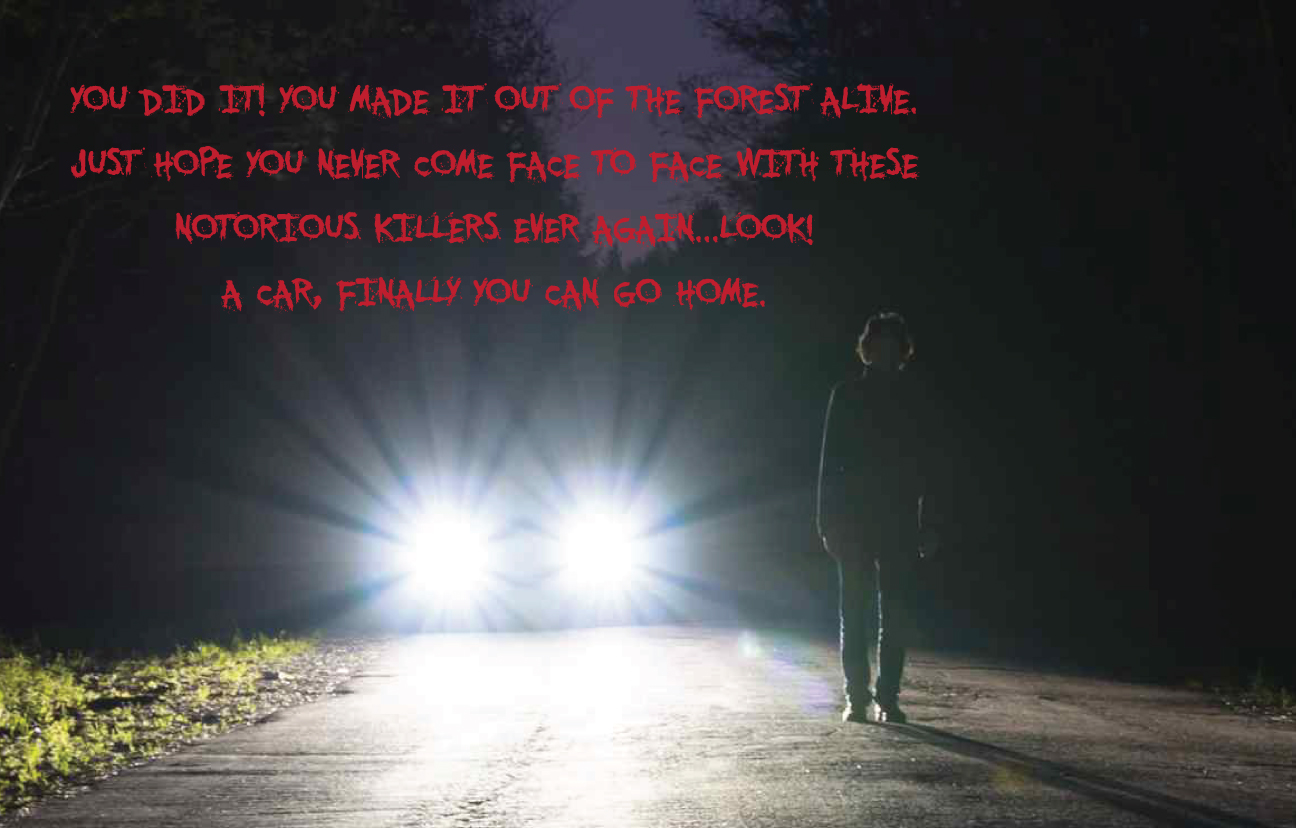 YOU DID IT! YOU MADE IT OUT OF THE FOREST ALIVE.
JUST HOPE YOU NEVER COME FACE TO FACE WITH THESE
NOTORIOUS KILLERS EVER AGAIN...LOOK!
A CAR, FINALLY YOU CAN GO HOME.